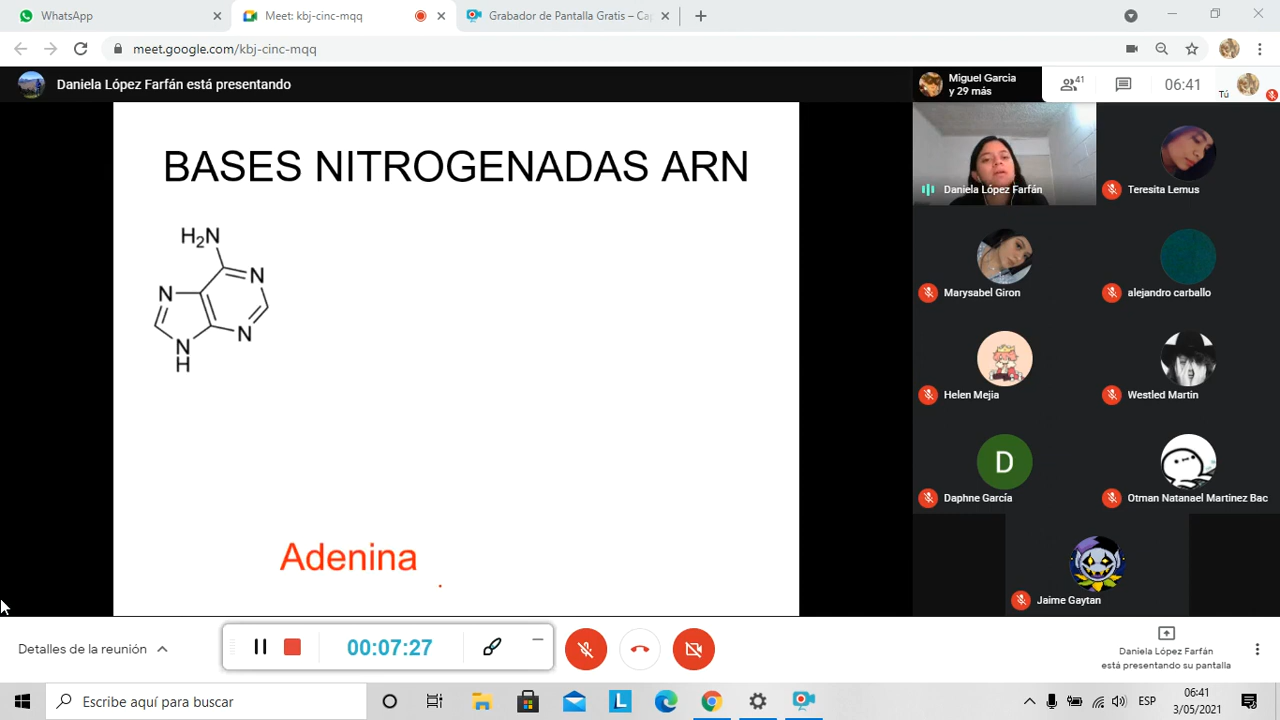 WhatsApp
Meet: kbj-cinc-mqq
Grabador de Pantalla Gratis – Ca
meet.google.com/kbj-cinc-mqq
Daniela López Farfán está presentando
Miguel Garcia
y 29 más
41
06:41
Tú
BASES NITROGENADAS ARN
H2N
N
N
N
N
H
Adenina
Daniela López Farfán
Teresita Lemus
Marysabel Giron
alejandro carballo
Helen Mejia
Westled Martin
D
Daphne García
Otman Natanael Martinez Bac
Jaime Gaytan
Detalles de la reunión
00:07:27
Daniela López Farfán
está presentando su pantalla
Escribe aquí para buscar
L
ESP
06:41
3/05/2021